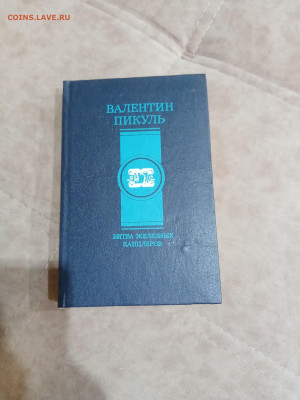 COINS.LAVE.RU
ВАЛЕНТИН
ПИКУЛЬ
БИТВА ЖЕЛЕЗНЫХ
КАНЦЛЕРОВ